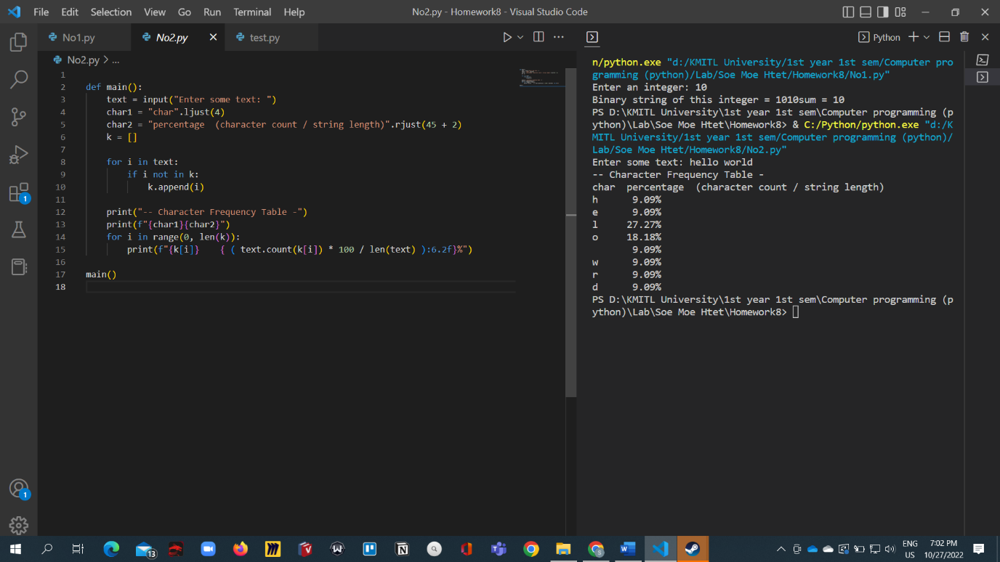 File Edit Selection View Go Run Terminal Help No2.py - Homework8 - Visual Studio Code
No1.py No2.py test.py
No2.py > ...
1
2 def main():
3 text = input("Enter some text: ")
4 char1 = "char".ljust(4)
5 char2 = "percentage  (character count / string length)".rjust(45 + 2)
6 k = []
7
8 for i in text:
9 if i not in k:
10 k.append(i)
11
12 print("-- Character Frequency Table -")
13 print(f"{char1}{char2}")
14 for i in range(0, len(k)):
15 print(f"{k[i]}    { ( text.count(k[i]) * 100 / len(text) ):6.2f}%")
16
17 main()
18
Python
n/python.exe "d:/KMITL University/1st year 1st sem/Computer pro
gramming (python)/Lab/Soe Moe Htet/Homework8/No1.py"
Enter an integer: 10
Binary string of this integer = 1010sum = 10
PS D:\KMITL University\1st year 1st sem\Computer programming (p
ython)\Lab\Soe Moe Htet\Homework8> & C:/Python/python.exe "d:/K
MITL University/1st year 1st sem/Computer programming (python)/
Lab/Soe Moe Htet/Homework8/No2.py"
Enter some text: hello world
-- Character Frequency Table -
char  percentage  (character count / string length)
h      9.09%
e      9.09%
l     27.27%
o     18.18%
       9.09%
w      9.09%
r      9.09%
d      9.09%
PS D:\KMITL University\1st year 1st sem\Computer programming (p
ython)\Lab\Soe Moe Htet\Homework8>
1
1
13
ENG
US
7:02 PM
10/27/2022